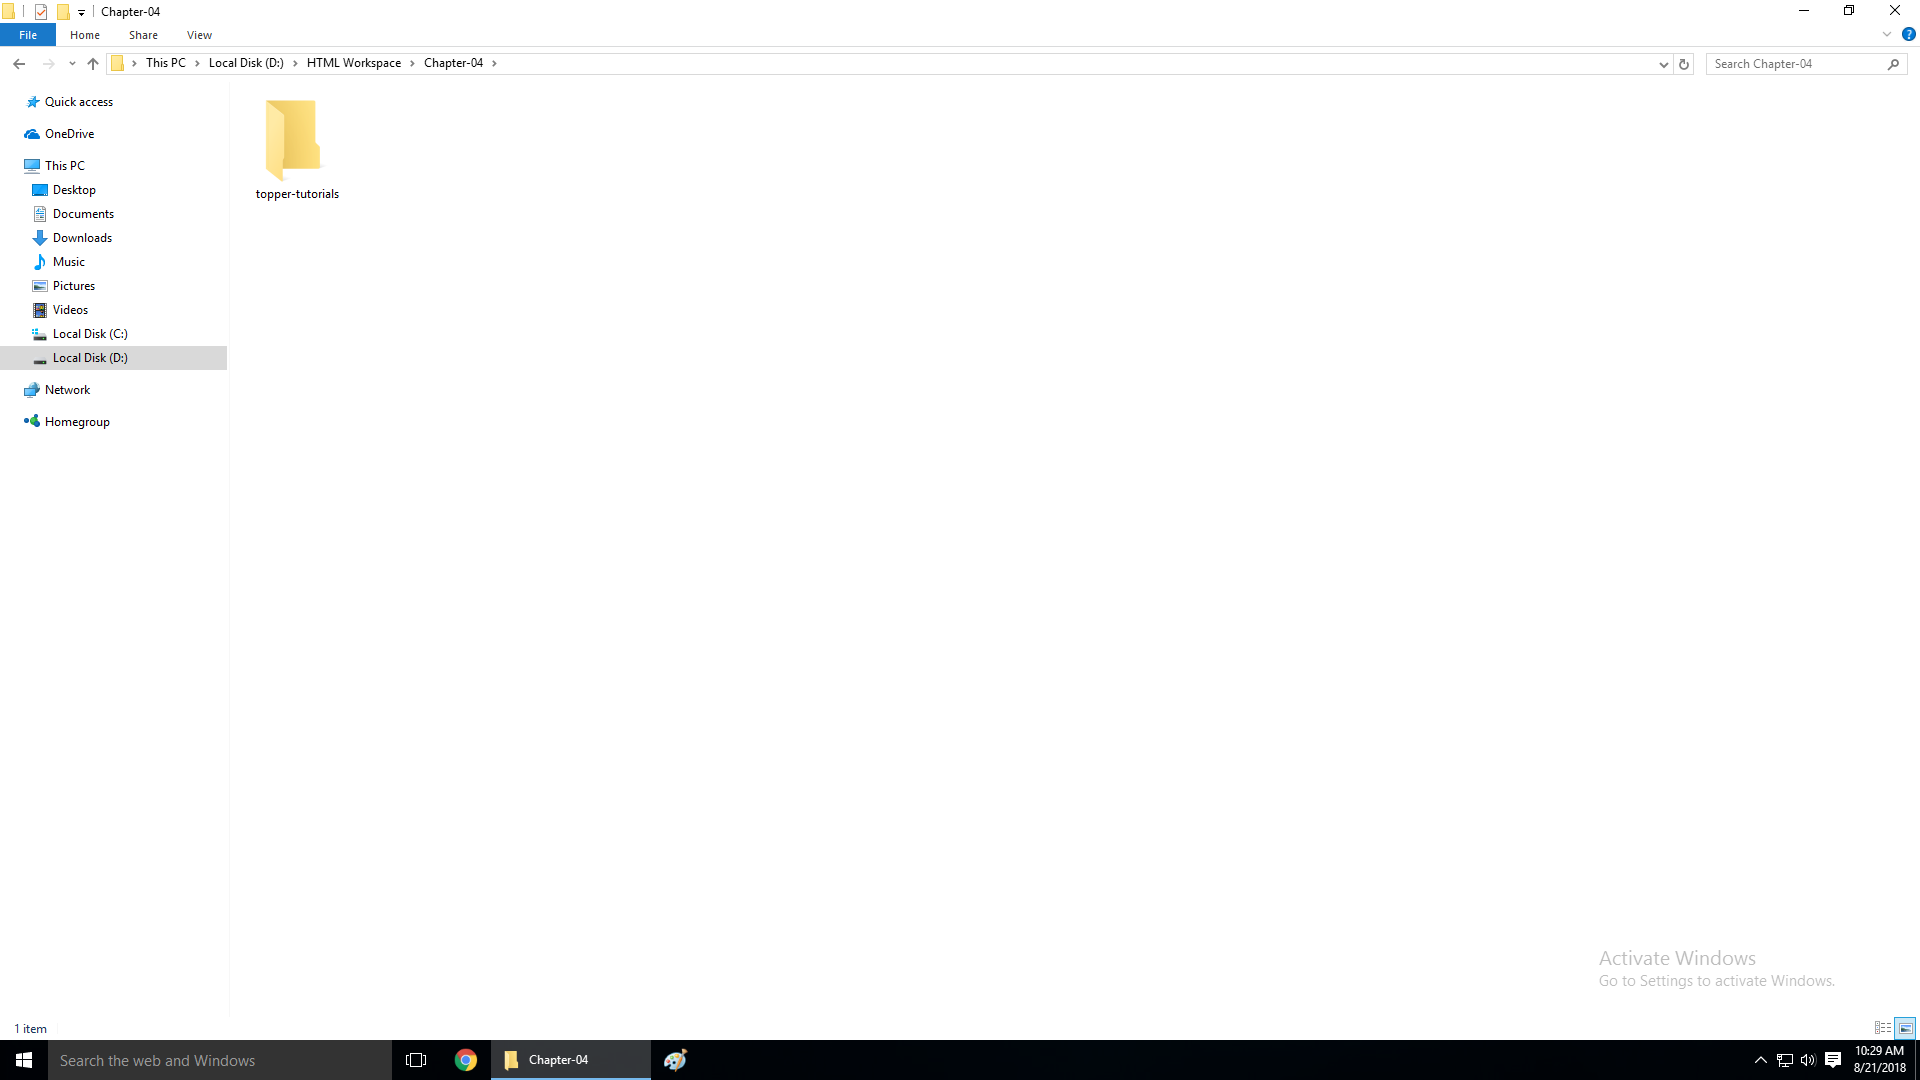 Chapter-04
File Home Share View
This PC Local Disk (D:) HTML Workspace Chapter-04
Search Chapter-04
Quick access
OneDrive
This PC
Desktop
Documents
Downloads
Music
Pictures
Videos
Local Disk (C:)
Local Disk (D:)
Network
Homegroup
topper-tutorials
Activate Windows
Go to Settings to activate Windows.
1 item
Search the web and Windows
Chapter-04
10:29 AM
8/21/2018